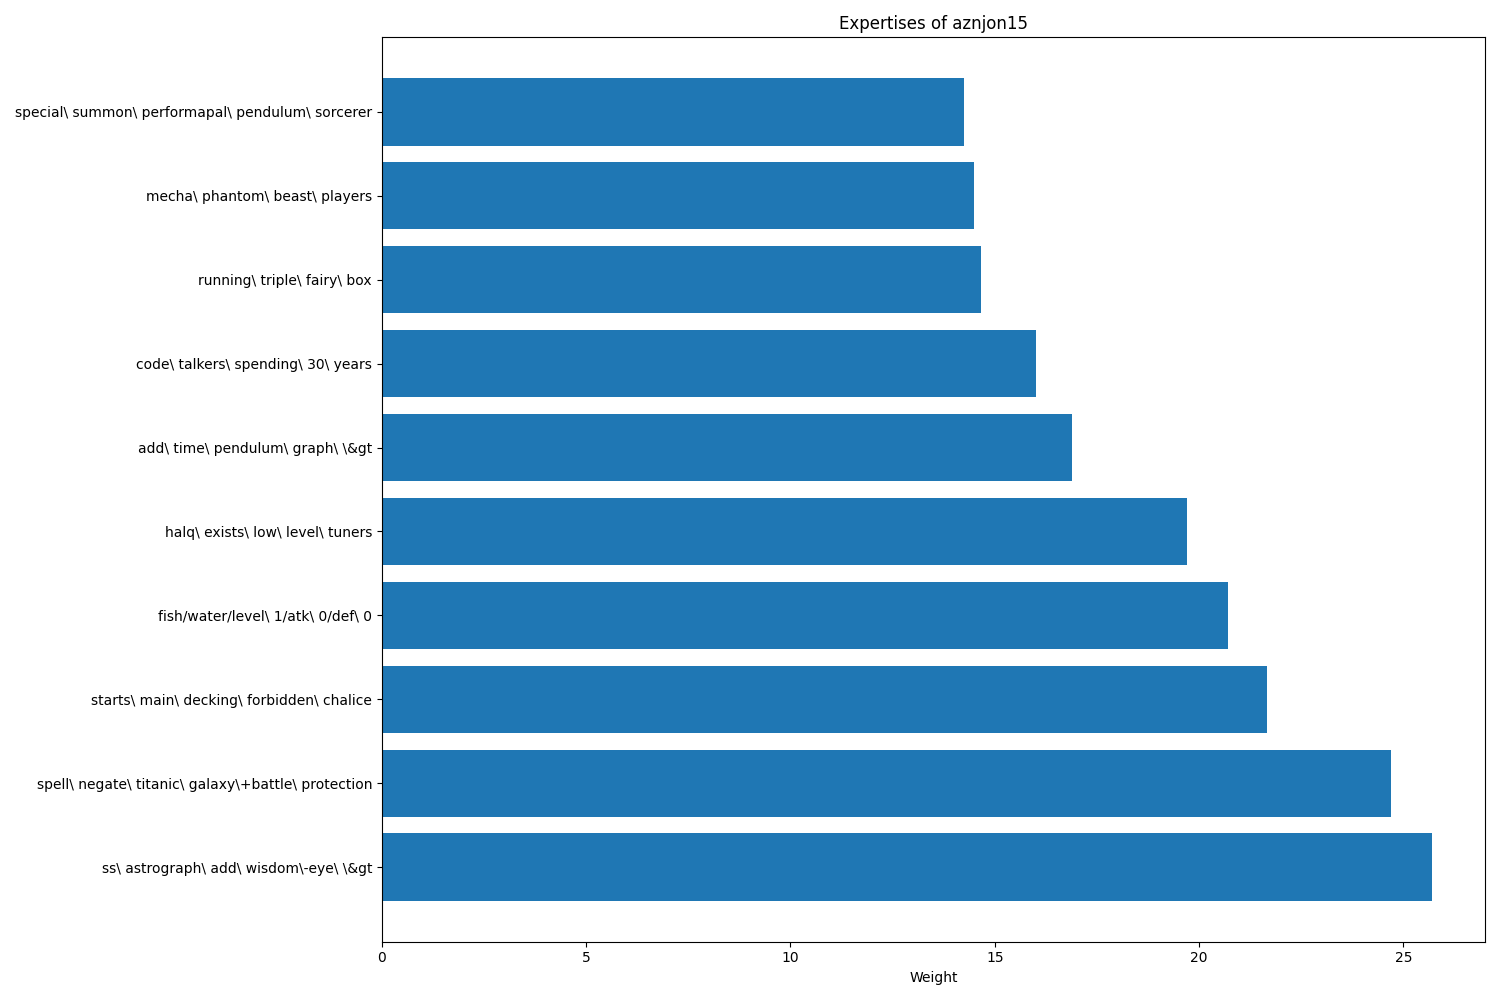 Expertises of aznjon15
special\ summon\ performapal\ pendulum\ sorcerer
mecha\ phantom\ beast\ players
running\ triple\ fairy\ box
code\ talkers\ spending\ 30\ years
add\ time\ pendulum\ graph\ \&gt
halq\ exists\ low\ level\ tuners
fish/water/level\ 1/atk\ 0/def\ 0
starts\ main\ decking\ forbidden\ chalice
spell\ negate\ titanic\ galaxy\+battle\ protection
ss\ astrograph\ add\ wisdom\-eye\ \&gt
0 5 10 15 20 25
Weight